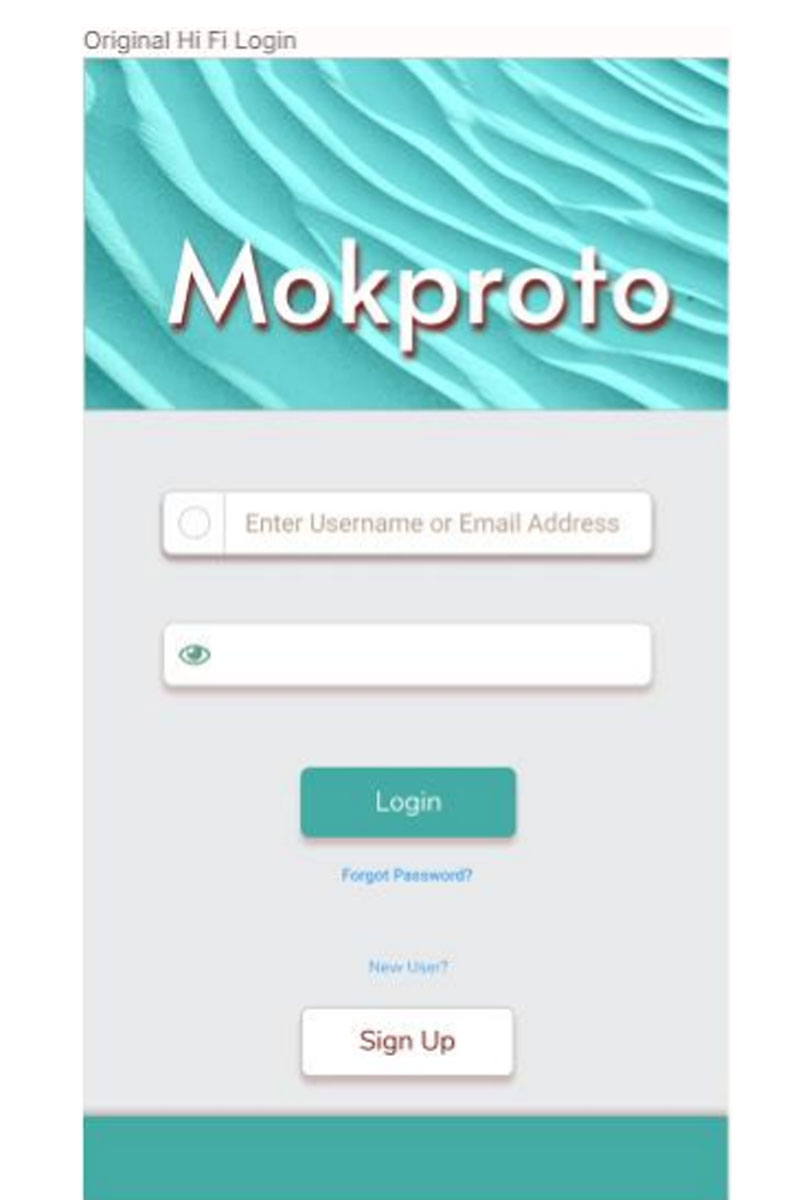 Original Hi Fi Login
Mokproto
Enter Username or Email Address
Login
Forgot Password?
New User?
Sign Up